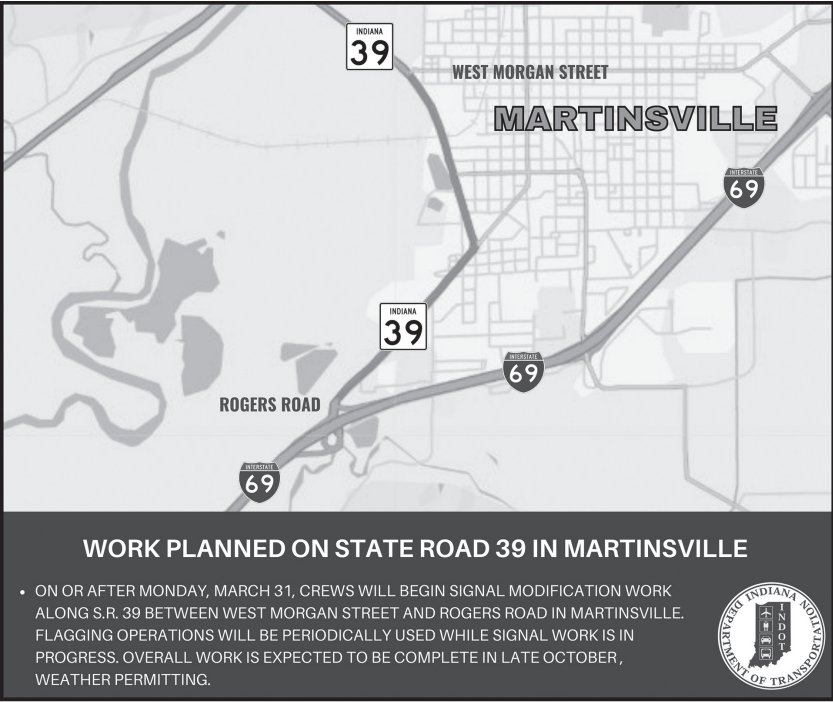 INDIANA
39
WEST MORGAN STREET
MARTINSVILLE
INTERSTATE
69
INDIANA
39
INTERSTATE
69
ROGERS ROAD
INTERSTATE
69
WORK PLANNED ON STATE ROAD 39 IN MARTINSVILLE
• ON OR AFTER MONDAY, MARCH 31, CREWS WILL BEGIN SIGNAL MODIFICATION WORK
ALONG S.R. 39 BETWEEN WEST MORGAN STREET AND ROGERS ROAD IN MARTINSVILLE.
FLAGGING OPERATIONS WILL BE PERIODICALLY USED WHILE SIGNAL WORK IS IN
PROGRESS. OVERALL WORK IS EXPECTED TO BE COMPLETE IN LATE OCTOBER ,
WEATHER PERMITTING.
INDIANA
DEPARTMENT OF TRANSPORTATION
INDOT